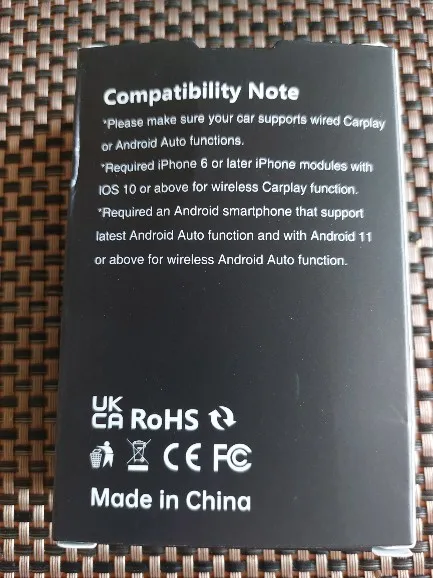 Compatibility Note
*Please make sure your car supports wired Carplay
or Android Auto functions.
*Required iPhone 6 or later iPhone modules with
IOS 10 or above for wireless Carplay function.
*Required an Android smartphone that support
latest Android Auto function and with Android 11
or above for wireless Android Auto function.
UK
CA RoHS
CE FC
Made in China